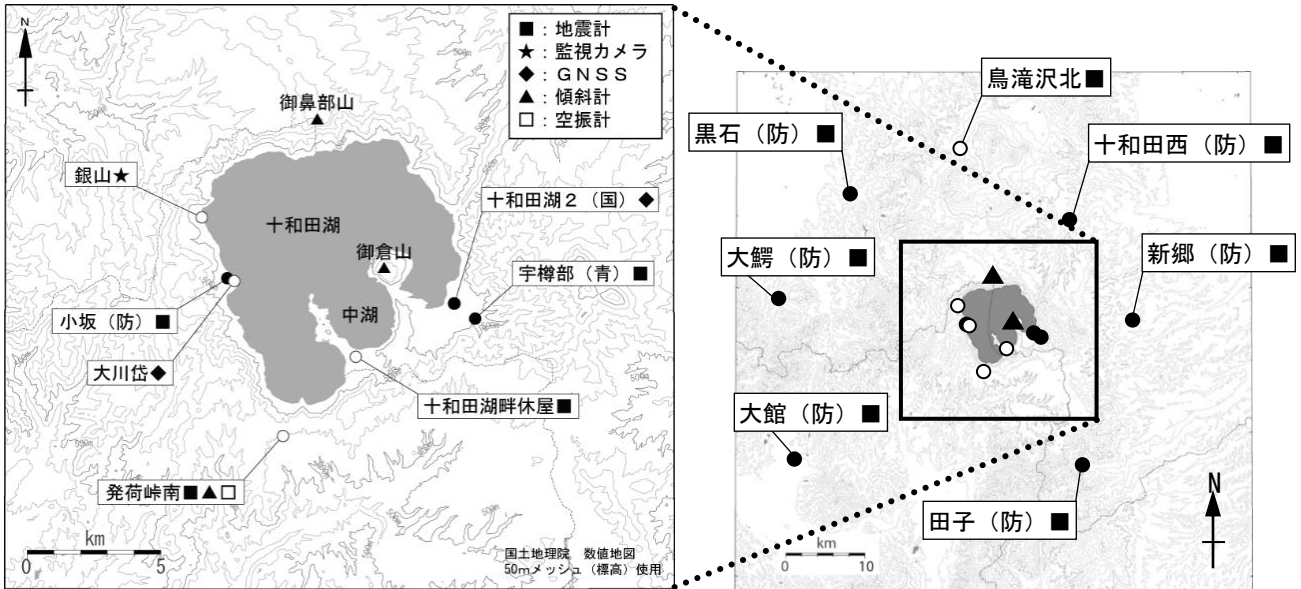 N
■：地震計
★：監視カメラ
◆：ＧＮＳＳ
▲：傾斜計
□：空振計
御鼻部山
銀山★
十和田湖
十和田湖２（国）◆
御倉山
宇樽部（青）■
小坂（防）■
中湖
大川岱◆
十和田湖畔休屋■
発荷峠南■▲□
500m
500m
500m
500m
km
0 5
国土地理院 数値地図
50mメッシュ（標高）使用
鳥滝沢北■
黒石（防）■
十和田西（防）■
大鰐（防）■
新郷（防）■
大館（防）■
田子（防）■
N
km
0 10